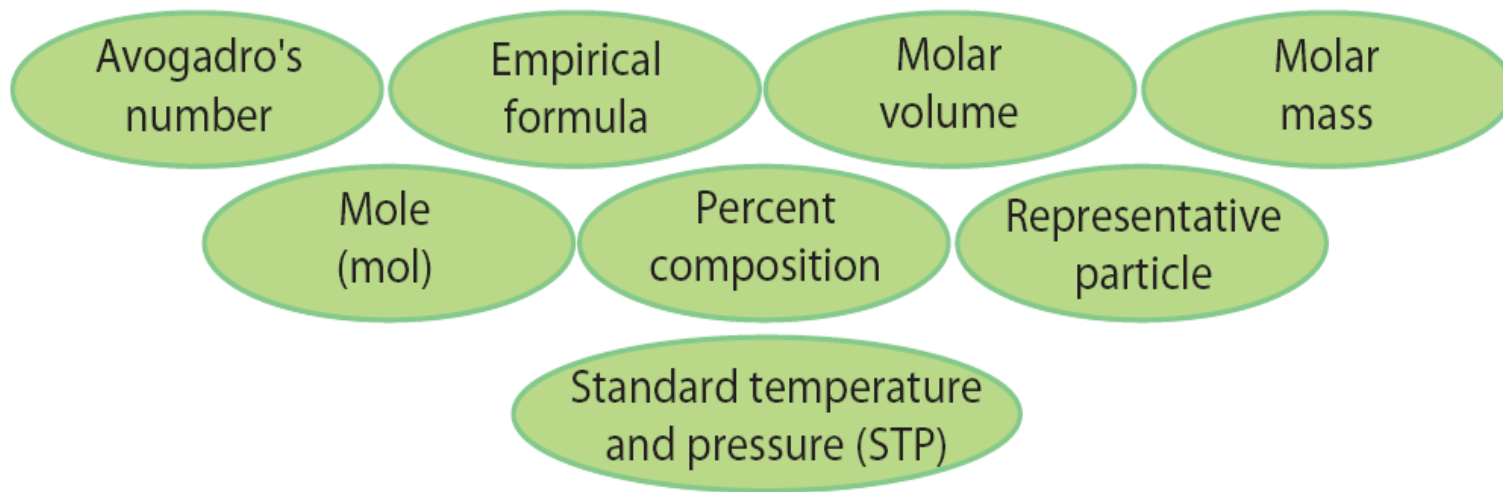 Avogadro's
number
Empirical
formula
Molar
volume
Molar
mass
Mole
(mol)
Percent
composition
Representative
particle
Standard temperature
and pressure (STP)